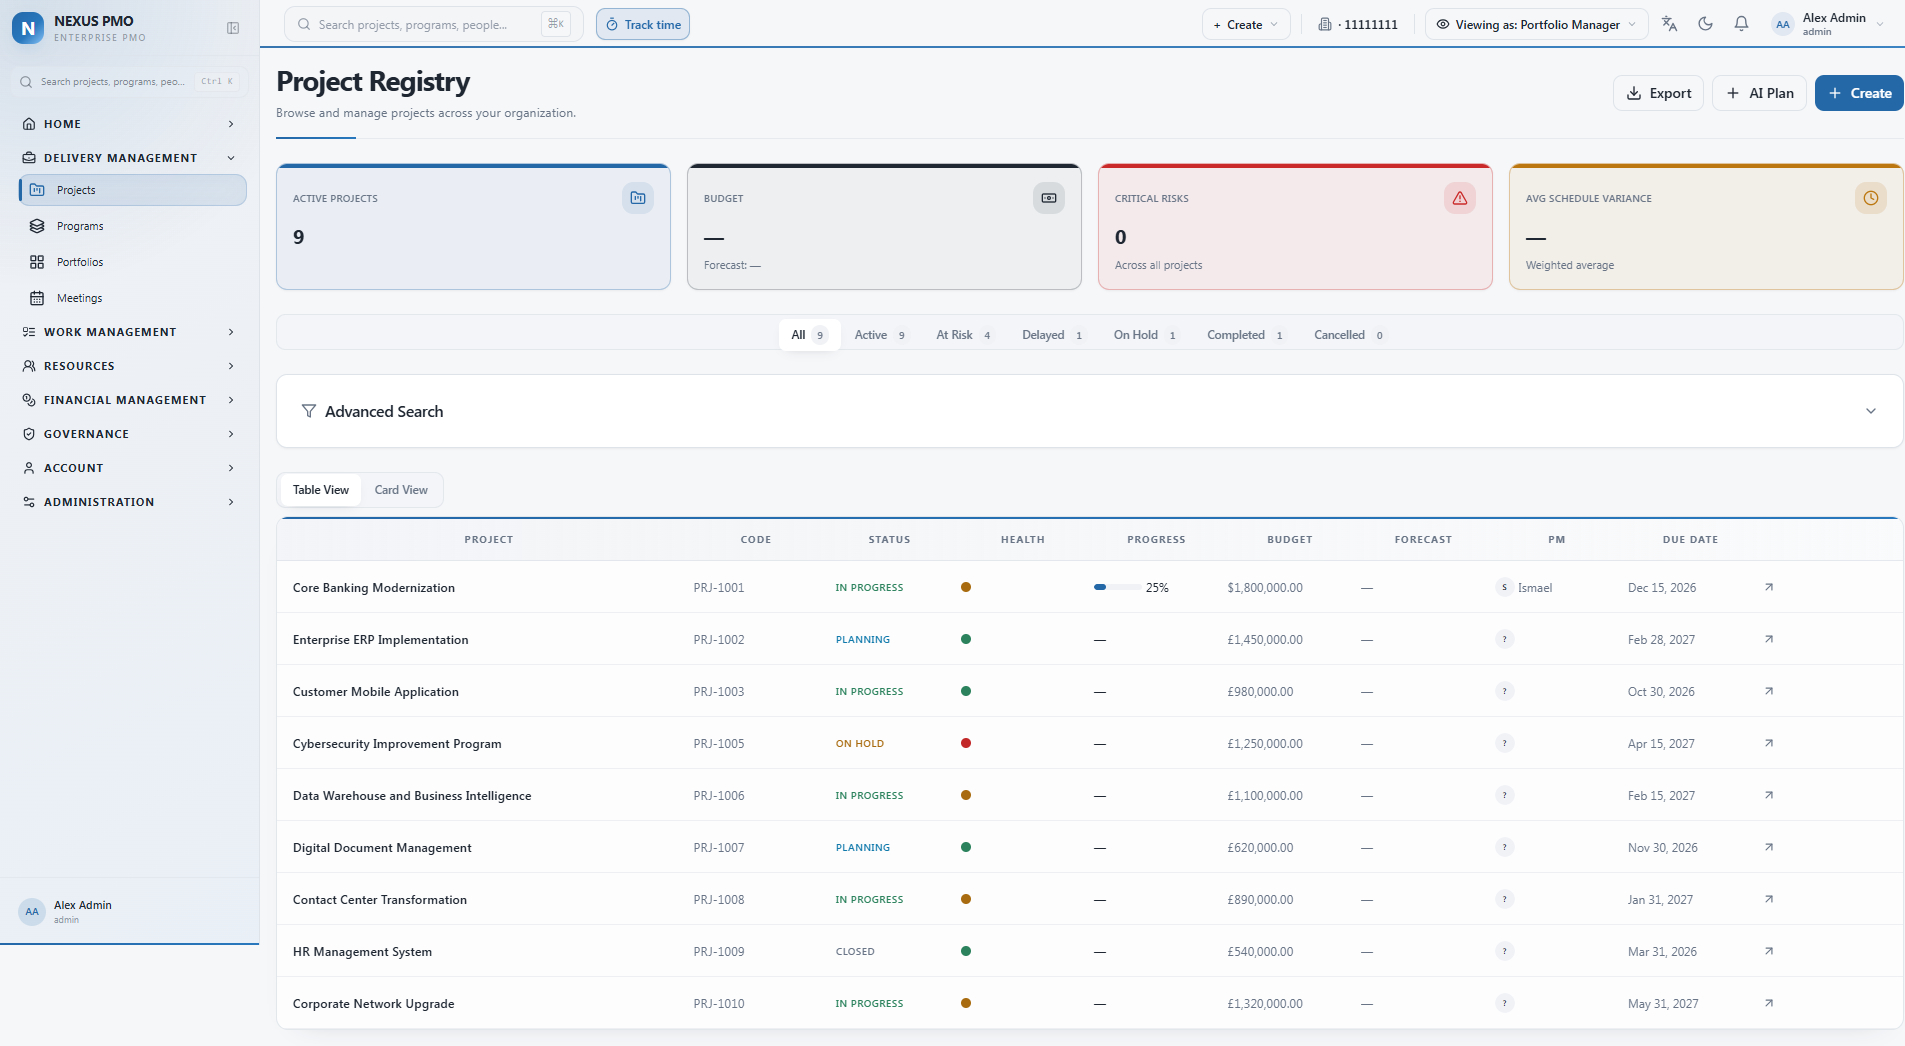 N NEXUS PMO
ENTERPRISE PMO
Search projects, programs, peo... Ctrl K
HOME
DELIVERY MANAGEMENT
Projects
Programs
Portfolios
Meetings
WORK MANAGEMENT
RESOURCES
FINANCIAL MANAGEMENT
GOVERNANCE
ACCOUNT
ADMINISTRATION
AA Alex Admin
admin
Search projects, programs, people... ⌘K Track time + Create · 11111111 Viewing as: Portfolio Manager AA Alex Admin
admin
Project Registry
Browse and manage projects across your organization.
Export + AI Plan + Create
ACTIVE PROJECTS
9
BUDGET
—
Forecast: —
CRITICAL RISKS
0
Across all projects
AVG SCHEDULE VARIANCE
—
Weighted average
All 9 Active 9 At Risk 4 Delayed 1 On Hold 1 Completed 1 Cancelled 0
Advanced Search
Table View Card View
PROJECT CODE STATUS HEALTH PROGRESS BUDGET FORECAST PM DUE DATE
Core Banking Modernization PRJ-1001 IN PROGRESS 25% $1,800,000.00 — S Ismael Dec 15, 2026
Enterprise ERP Implementation PRJ-1002 PLANNING — £1,450,000.00 — ? Feb 28, 2027
Customer Mobile Application PRJ-1003 IN PROGRESS — £980,000.00 — ? Oct 30, 2026
Cybersecurity Improvement Program PRJ-1005 ON HOLD — £1,250,000.00 — ? Apr 15, 2027
Data Warehouse and Business Intelligence PRJ-1006 IN PROGRESS — £1,100,000.00 — ? Feb 15, 2027
Digital Document Management PRJ-1007 PLANNING — £620,000.00 — ? Nov 30, 2026
Contact Center Transformation PRJ-1008 IN PROGRESS — £890,000.00 — ? Jan 31, 2027
HR Management System PRJ-1009 CLOSED — £540,000.00 — ? Mar 31, 2026
Corporate Network Upgrade PRJ-1010 IN PROGRESS — £1,320,000.00 — ? May 31, 2027